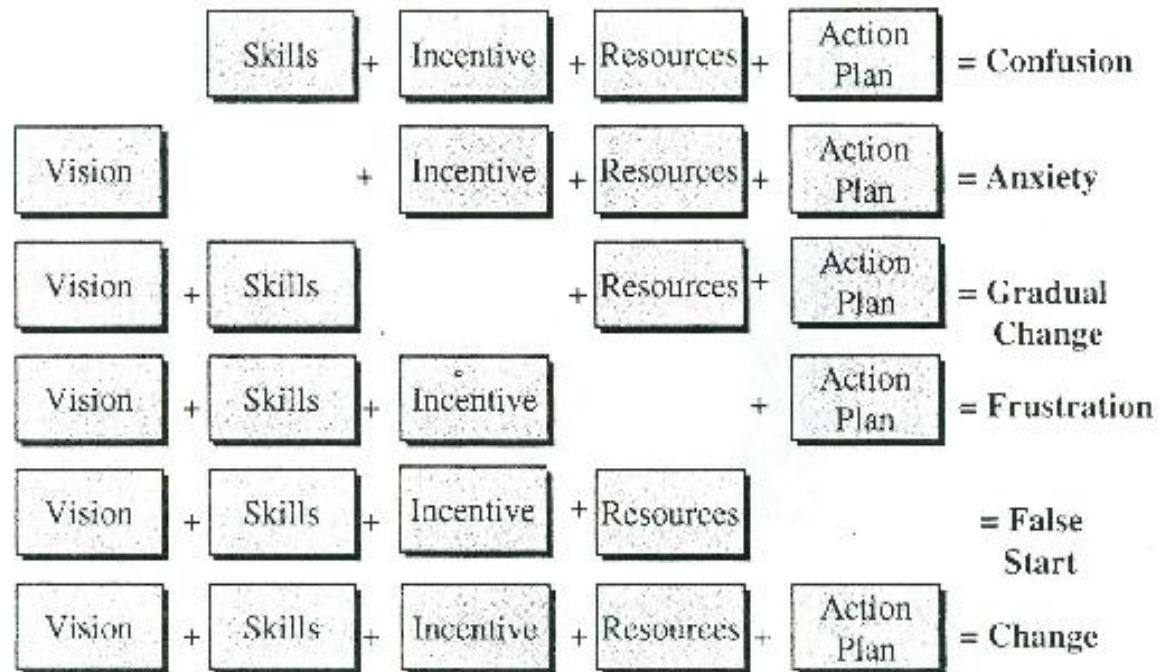 Skills + Incentive + Resources + Action Plan = Confusion
Vision + Incentive + Resources + Action Plan = Anxiety
Vision + Skills + Resources + Action Plan = Gradual Change
Vision + Skills + Incentive + Action Plan = Frustration
Vision + Skills + Incentive + Resources = False Start
Vision + Skills + Incentive + Resources + Action Plan = Change